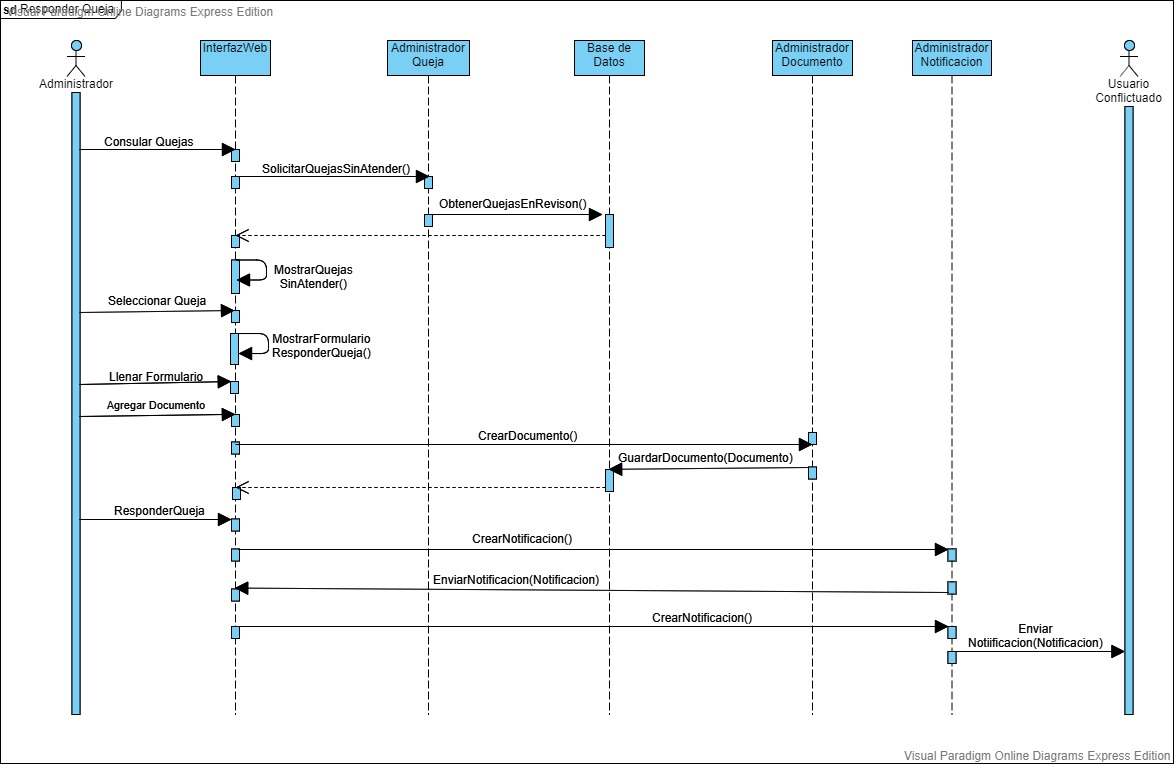 sd Responder Queja
Visual Paradigm Online Diagrams Express Edition
Administrador
InterfazWeb
Administrador
Queja
Base de
Datos
Administrador
Documento
Administrador
Notificacion
Usuario
Conflictuado
Consular Quejas
SolicitarQuejasSinAtender()
ObtenerQuejasEnRevison()
MostrarQuejas
SinAtender()
Seleccionar Queja
MostrarFormulario
ResponderQueja()
Llenar Formulario
Agregar Documento
CrearDocumento()
GuardarDocumento(Documento)
ResponderQueja
CrearNotificacion()
EnviarNotificacion(Notificacion)
CrearNotificacion()
Enviar
Notiificacion(Notificacion)
Visual Paradigm Online Diagrams Express Edition